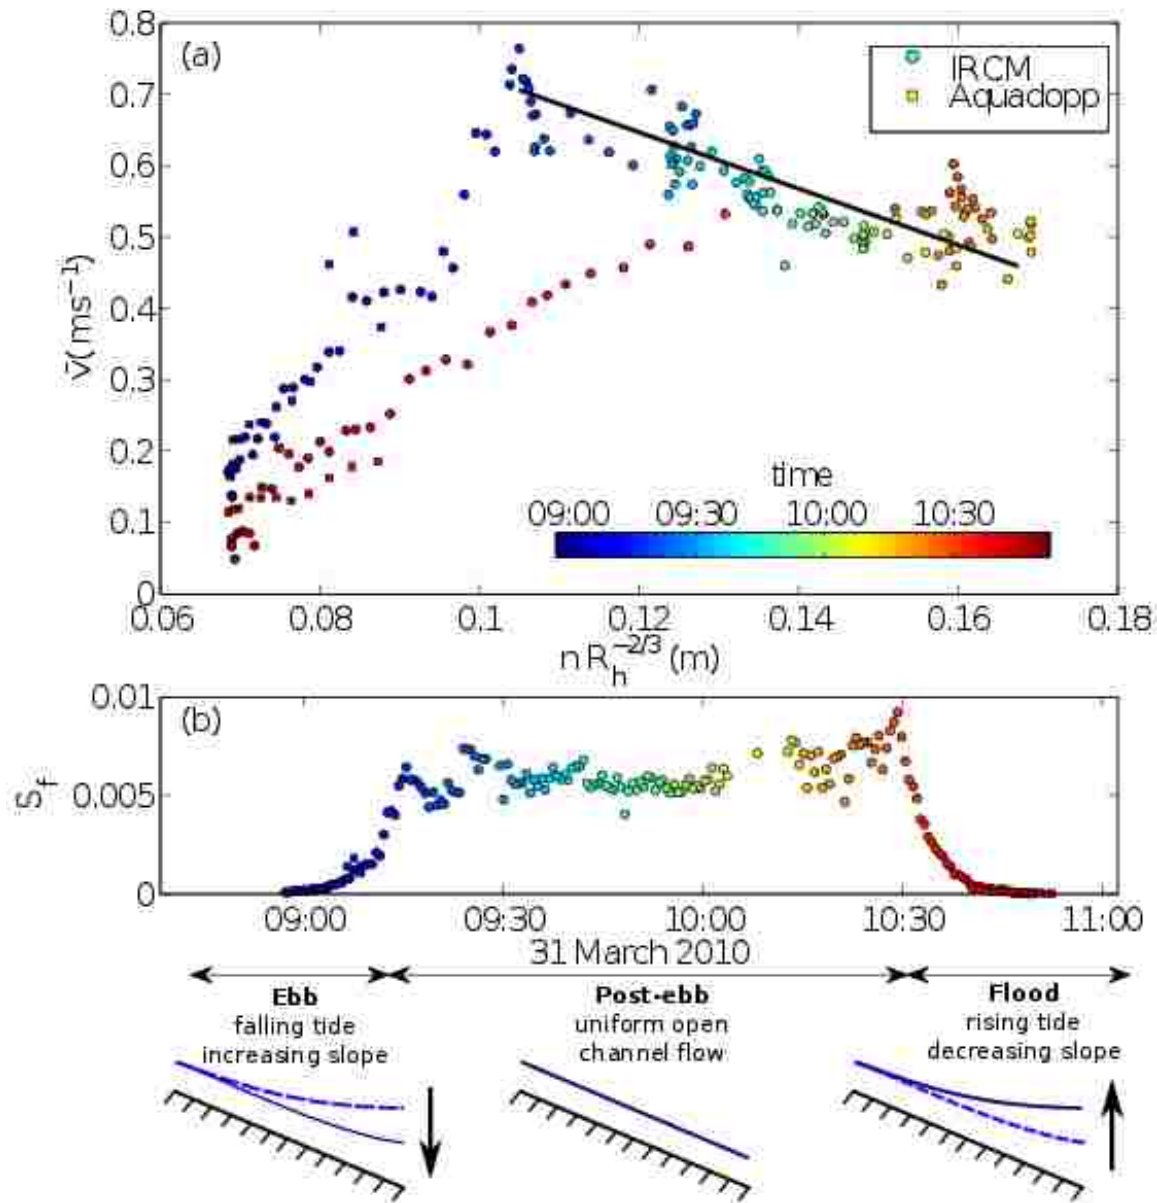 0.8
(a)
IRCM
Aquadopp
0.7
0.6
0.5
0.4
0.3
0.2
0.1
0
v̄(ms⁻¹)
time
09:00 09:30 10:00 10:30
0.06 0.08 0.1 0.12 0.14 0.16 0.18
n R_h^{-2/3} (m)
0.01
(b)
0.005
0
S_f
09:00 09:30 10:00 10:30 11:00
31 March 2010
Ebb Post-ebb Flood
falling tide uniform open rising tide
increasing slope channel flow decreasing slope